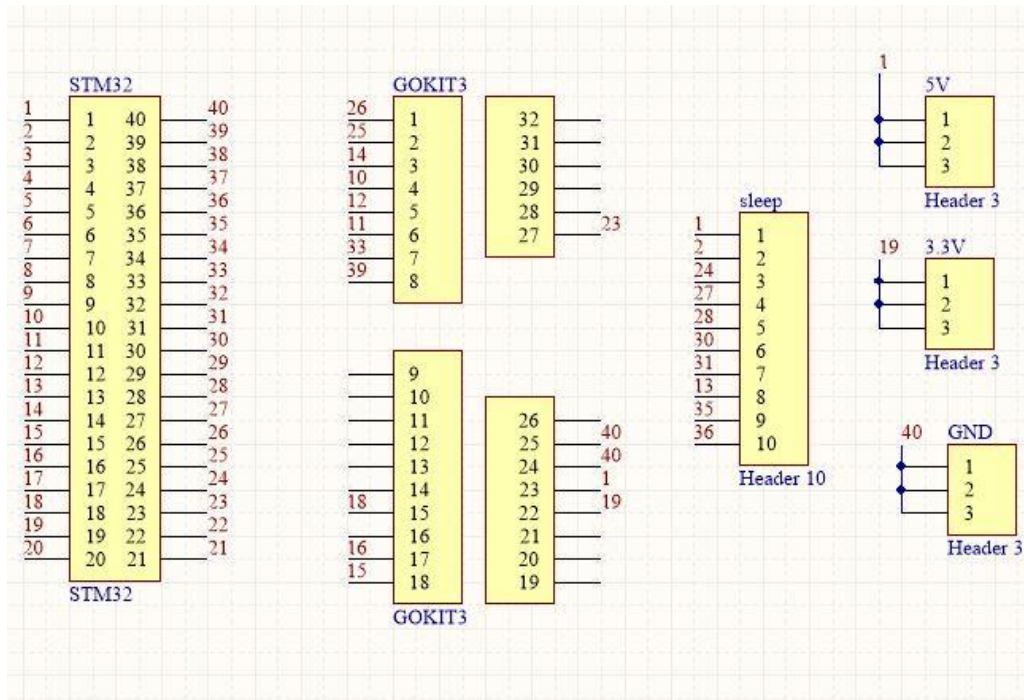 STM32
1 1 40 40
2 2 39 39
3 3 38 38
4 4 37 37
5 5 36 36
6 6 35 35
7 7 34 34
8 8 33 33
9 9 32 32
10 10 31 31
11 11 30 30
12 12 29 29
13 13 28 28
14 14 27 27
15 15 26 26
16 16 25 25
17 17 24 24
18 18 23 23
19 19 22 22
20 20 21 21
STM32
GOKIT3
26 1
25 2
14 3
10 4
12 5
11 6
33 7
39 8
32
31
30
29
28
27 23
9
10
11
12
13
14
18 15
16
16 17
15 18
GOKIT3
26
25 40
24 40
23 1
22 19
21
20
19
sleep
1 1
2 2
24 3
27 4
28 5
30 6
31 7
13 8
35 9
36 10
Header 10
1
5V
1
2
3
Header 3
19 3.3V
1
2
3
Header 3
40 GND
1
2
3
Header 3